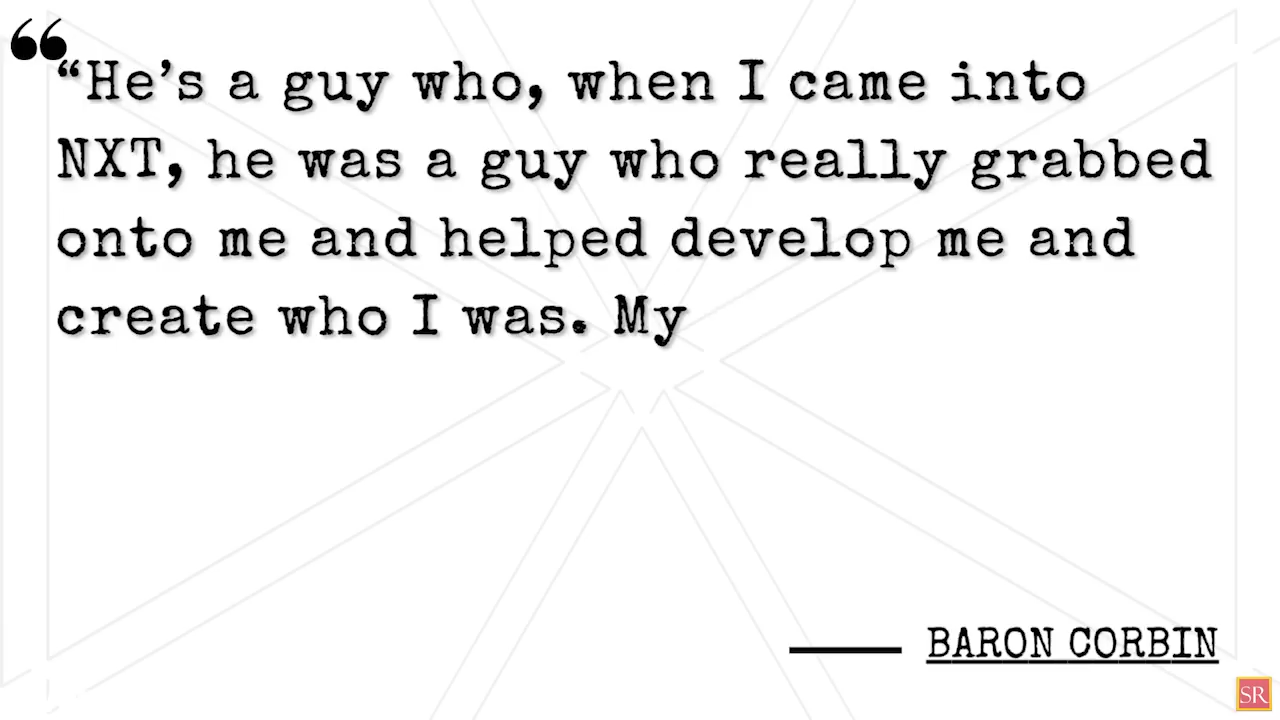 “
“He’s a guy who, when I came into
NXT, he was a guy who really grabbed
onto me and helped develop me and
create who I was. My
BARON CORBIN
SR